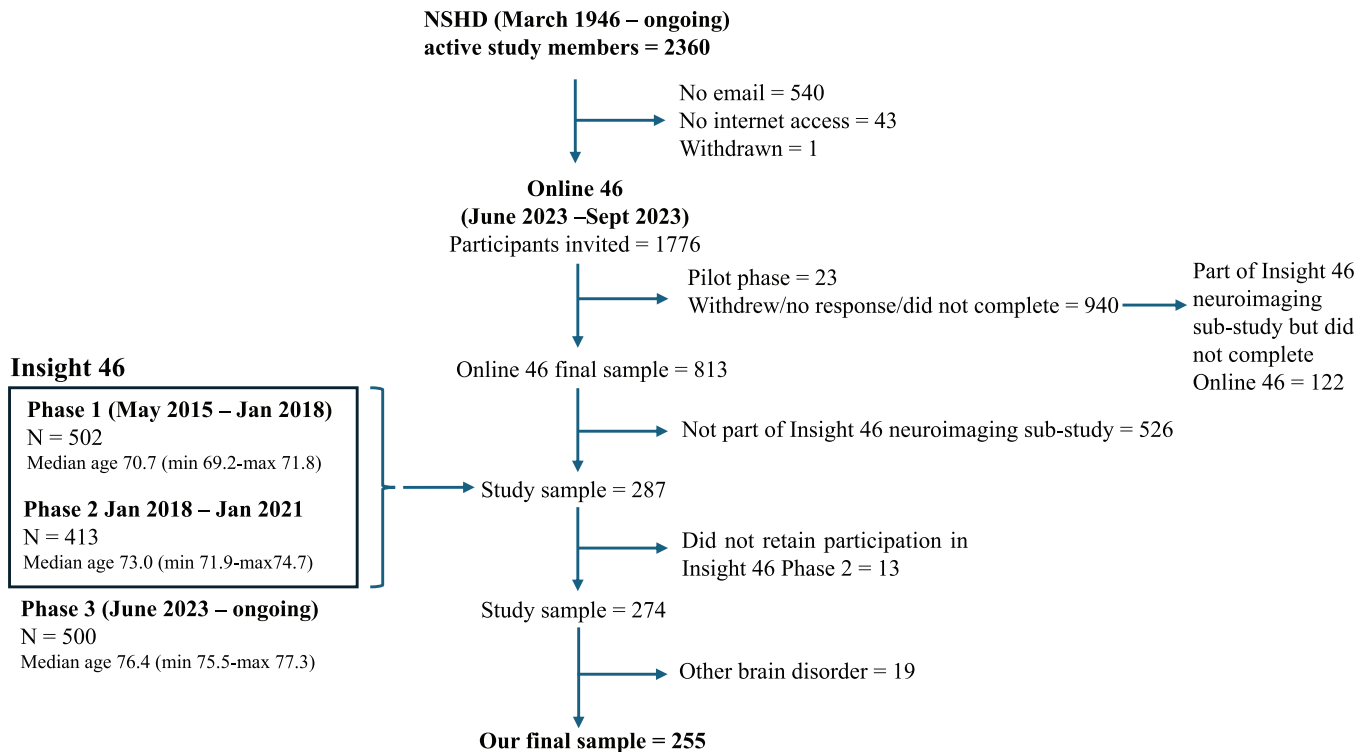 NSHD (March 1946 – ongoing)
active study members = 2360
No email = 540
No internet access = 43
Withdrawn = 1
Online 46
(June 2023 –Sept 2023)
Participants invited = 1776
Pilot phase = 23
Withdrew/no response/did not complete = 940
Part of Insight 46
neuroimaging
sub-study but did
not complete
Online 46 = 122
Online 46 final sample = 813
Not part of Insight 46 neuroimaging sub-study = 526
Insight 46
Phase 1 (May 2015 – Jan 2018)
N = 502
Median age 70.7 (min 69.2-max 71.8)
Phase 2 Jan 2018 – Jan 2021
N = 413
Median age 73.0 (min 71.9-max74.7)
Phase 3 (June 2023 – ongoing)
N = 500
Median age 76.4 (min 75.5-max 77.3)
Study sample = 287
Did not retain participation in
Insight 46 Phase 2 = 13
Study sample = 274
Other brain disorder = 19
Our final sample = 255